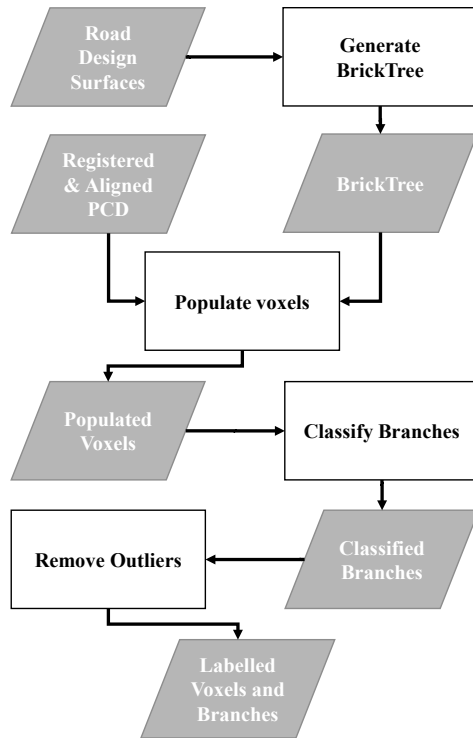 Road
Design
Surfaces
Generate
BrickTree
Registered
& Aligned
PCD
BrickTree
Populate voxels
Populated
Voxels
Classify Branches
Remove Outliers
Classified
Branches
Labelled
Voxels and
Branches